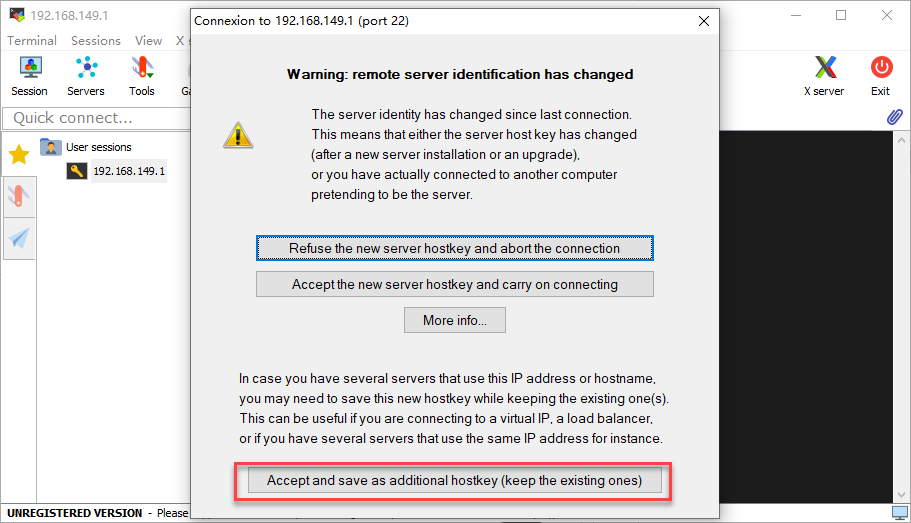 192.168.149.1
Connexion to 192.168.149.1 (port 22)
Terminal Sessions View X s
Session
Servers
Tools
Ga
X server
Exit
Quick connect...
User sessions
192.168.149.1
Warning: remote server identification has changed
The server identity has changed since last connection.
This means that either the server host key has changed
(after a new server installation or an upgrade),
or you have actually connected to another computer
pretending to be the server.
Refuse the new server hostkey and abort the connection
Accept the new server hostkey and carry on connecting
More info...
In case you have several servers that use this IP address or hostname,
you may need to save this new hostkey while keeping the existing one(s).
This can be useful if you are connecting to a virtual IP, a load balancer,
or if you have several servers that use the same IP address for instance.
Accept and save as additional hostkey (keep the existing ones)
UNREGISTERED VERSION - Please